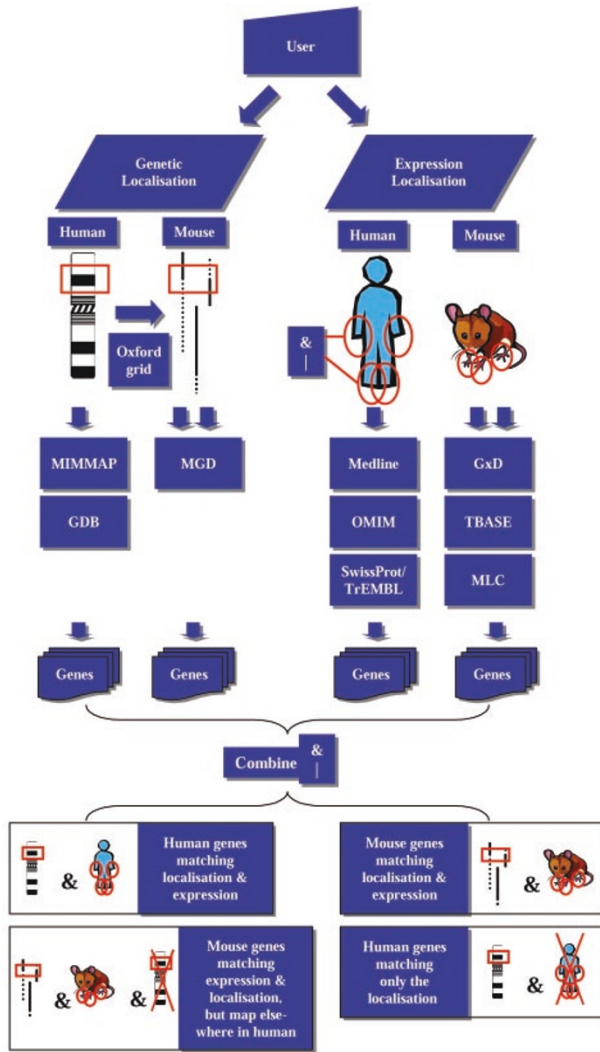 User
Genetic
Localisation
Expression
Localisation
Human
Mouse
Human
Mouse
Oxford
grid
&
|
MIMMAP
MGD
Medline
GxD
GDB
OMIM
TBASE
SwissProt/
TrEMBL
MLC
Genes
Genes
Genes
Genes
Combine
&
|
&
Human genes
matching
localisation &
expression
Mouse genes
matching
localisation &
expression
&
&
&
Mouse genes
matching
expression &
localisation,
but map else-
where in human
Human genes
matching
only the
localisation
&